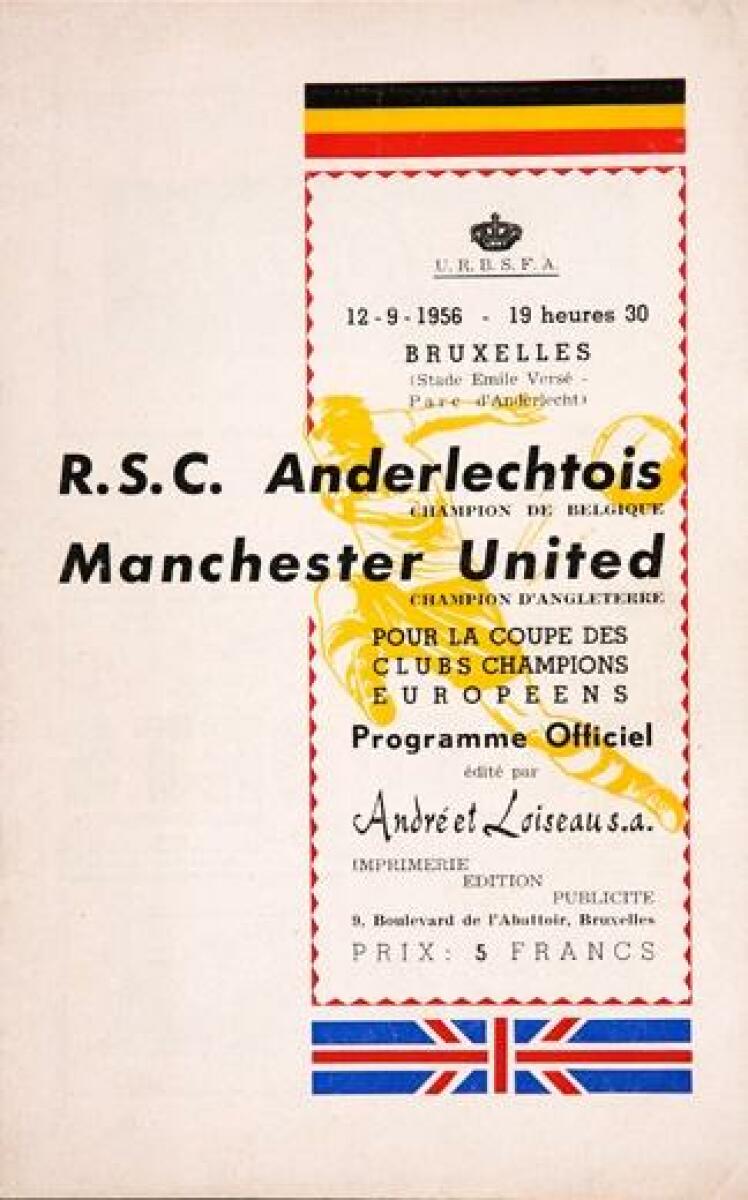 U. R. B. S. F. A.
12-9-1956 - 19 heures 30
BRUXELLES
(Stade Emile Versé -
Parc d'Anderlecht)
R.S.C. Anderlechtois
CHAMPION DE BELGIQUE
Manchester United
CHAMPION D'ANGLETERRE
POUR LA COUPE DES
CLUBS CHAMPIONS
EUROPEENS
Programme Officiel
édité par
André et Loiseau s.a.
IMPRIMERIE
EDITION
PUBLICITE
9, Boulevard de l'Abattoir, Bruxelles
PRIX: 5 FRANCS